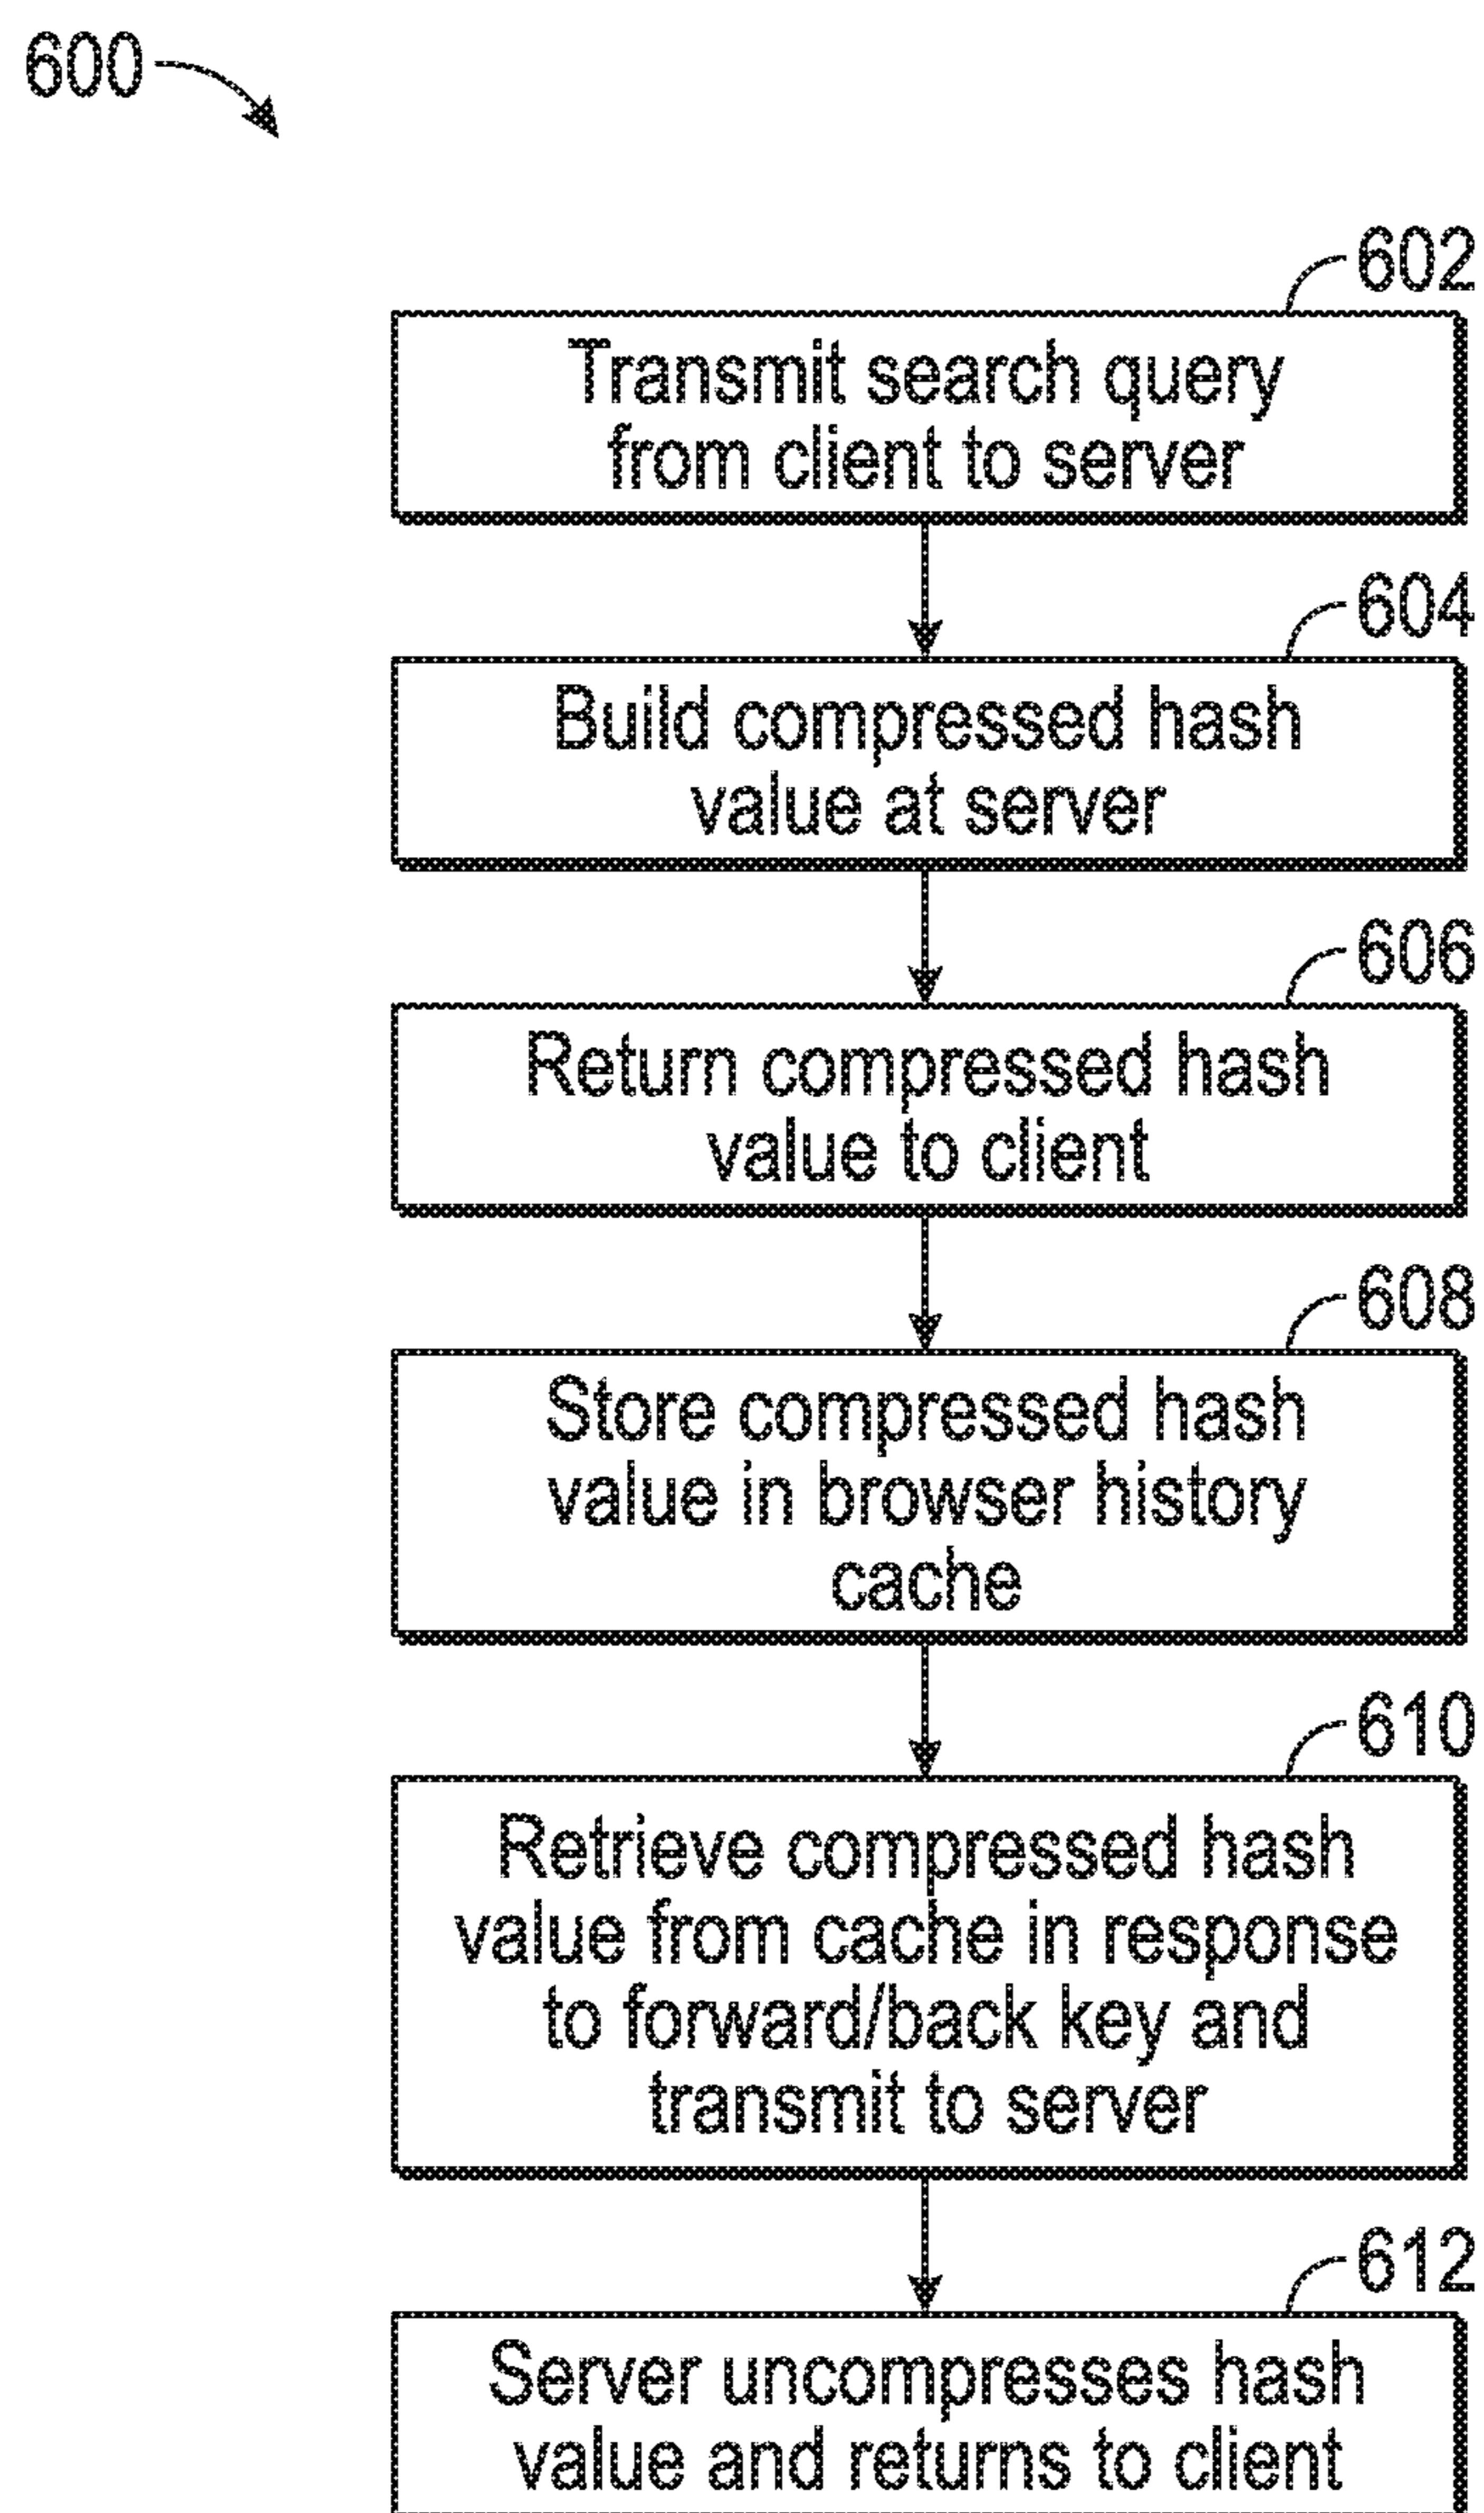 600
602
Transmit search query
from client to server
604
Build compressed hash
value at server
606
Return compressed hash
value to client
608
Store compressed hash
value in browser history
cache
610
Retrieve compressed hash
value from cache in response
to forward/back key and
transmit to server
612
Server uncompresses hash
value and returns to client